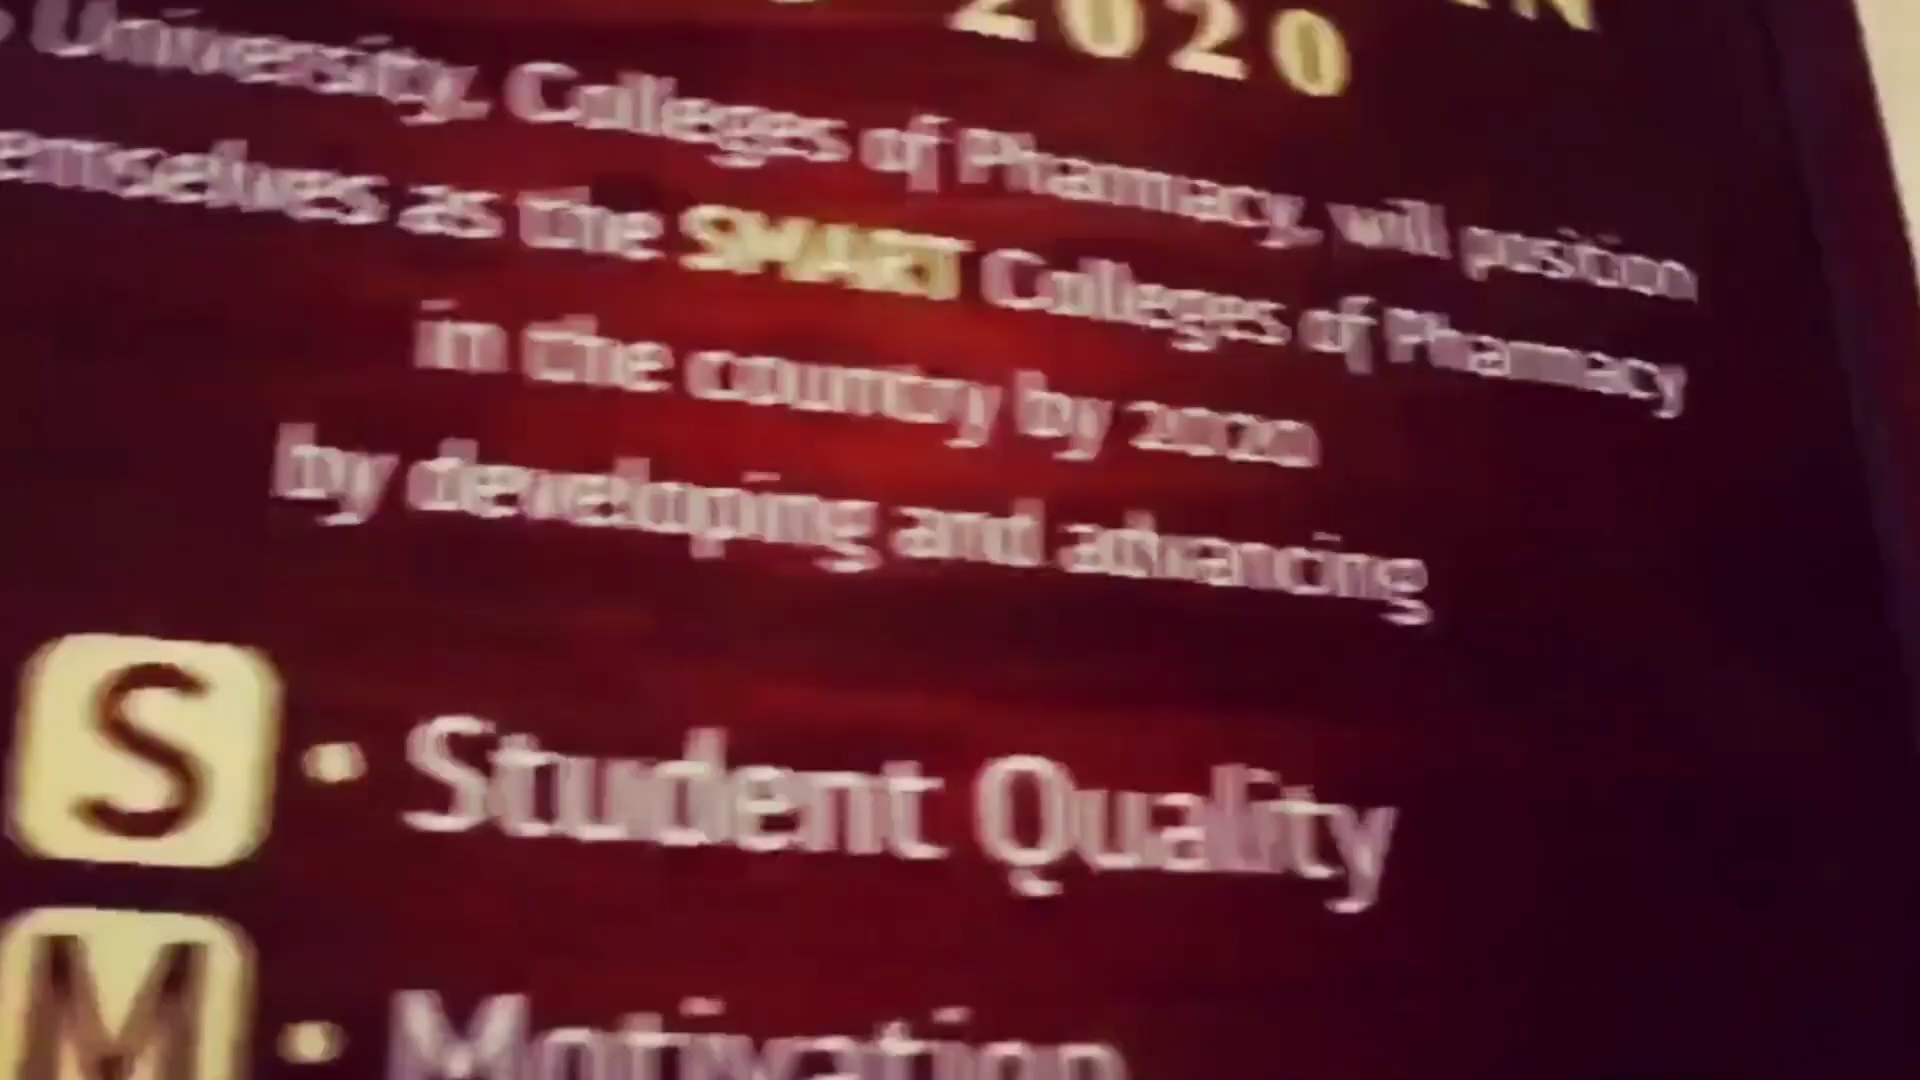 2020
University, Colleges of Pharmacy, will position
emselves as the SMART Colleges of Pharmacy
in the country by 2020
by developing and advancing
S • Student Quality
M • Motivation